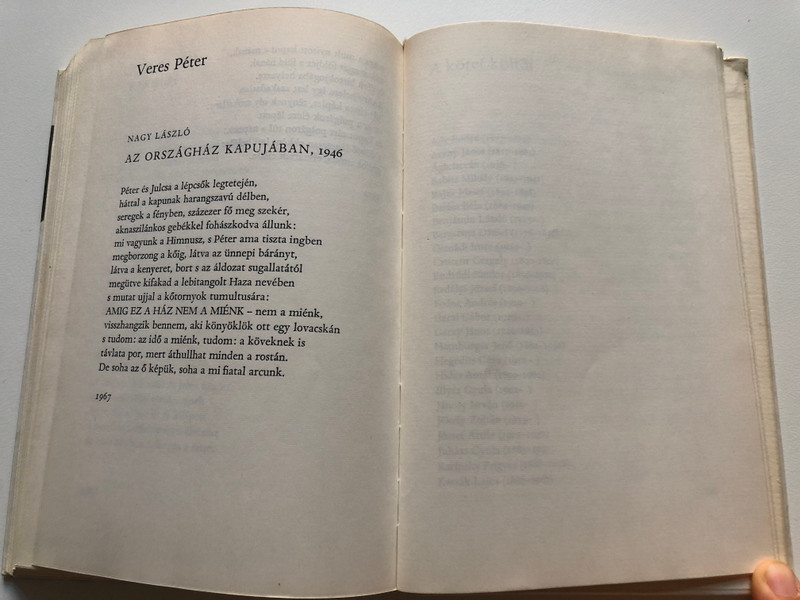 Veres Péter
NAGY LÁSZLÓ
AZ ORSZÁGHÁZ KAPUJÁBAN, 1946
Péter és Julcsa a lépcsők legtetején,
háttal a kapunak harangszavú délben,
seregek a fényben, százezer fő meg szekér,
aknaszilánkos gebékkel fohászkodva állunk:
mi vagyunk a Himnusz, s Péter ama tiszta ingben
megborzong a kőig, látva az ünnepi bárányt,
látva a kenyeret, bort s az áldozat sugallatától
megütve kifakad a lebitangolt Haza nevében
s mutat ujjal a kőtornyok tumultusára:
AMIG EZ A HÁZ NEM A MIÉNK – nem a miénk,
visszhangzik bennem, aki könyöklök ott egy lovacskán
s tudom: az idő a miénk, tudom: a köveknek is
távlata por, mert áthullhat minden a rostán.
De soha az ő képük, soha a mi fiatal arcunk.
1967